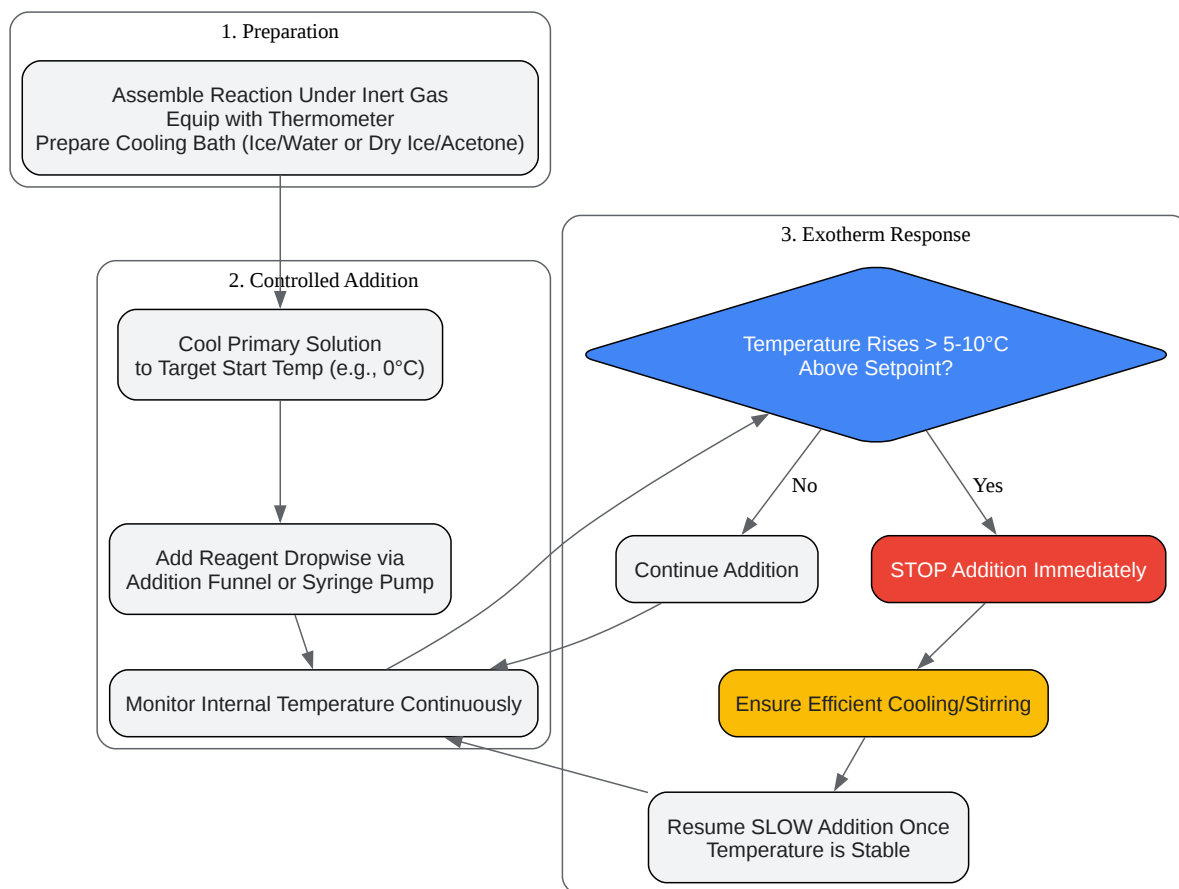 1. Preparation
Assemble Reaction Under Inert Gas
Equip with Thermometer
Prepare Cooling Bath (Ice/Water or Dry Ice/Acetone)
2. Controlled Addition
Cool Primary Solution
to Target Start Temp (e.g., 0°C)
Add Reagent Dropwise via
Addition Funnel or Syringe Pump
Monitor Internal Temperature Continuously
3. Exotherm Response
Temperature Rises > 5-10°C
Above Setpoint?
No
Yes
Continue Addition
STOP Addition Immediately
Ensure Efficient Cooling/Stirring
Resume SLOW Addition Once
Temperature is Stable